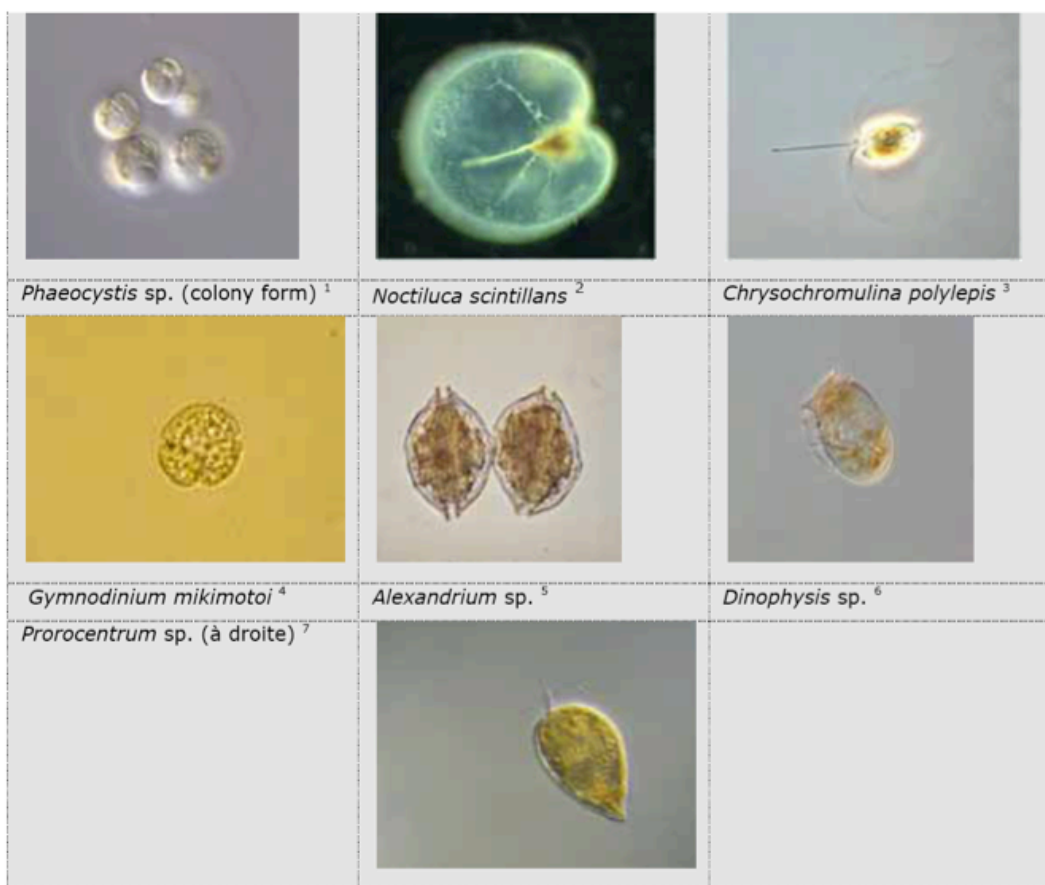 Phaeocystis sp. (colony form) 1
Noctiluca scintillans 2
Chrysochromulina polylepis 3
Gymnodinium mikimotoi 4
Alexandrium sp. 5
Dinophysis sp. 6
Prorocentrum sp. (à droite) 7